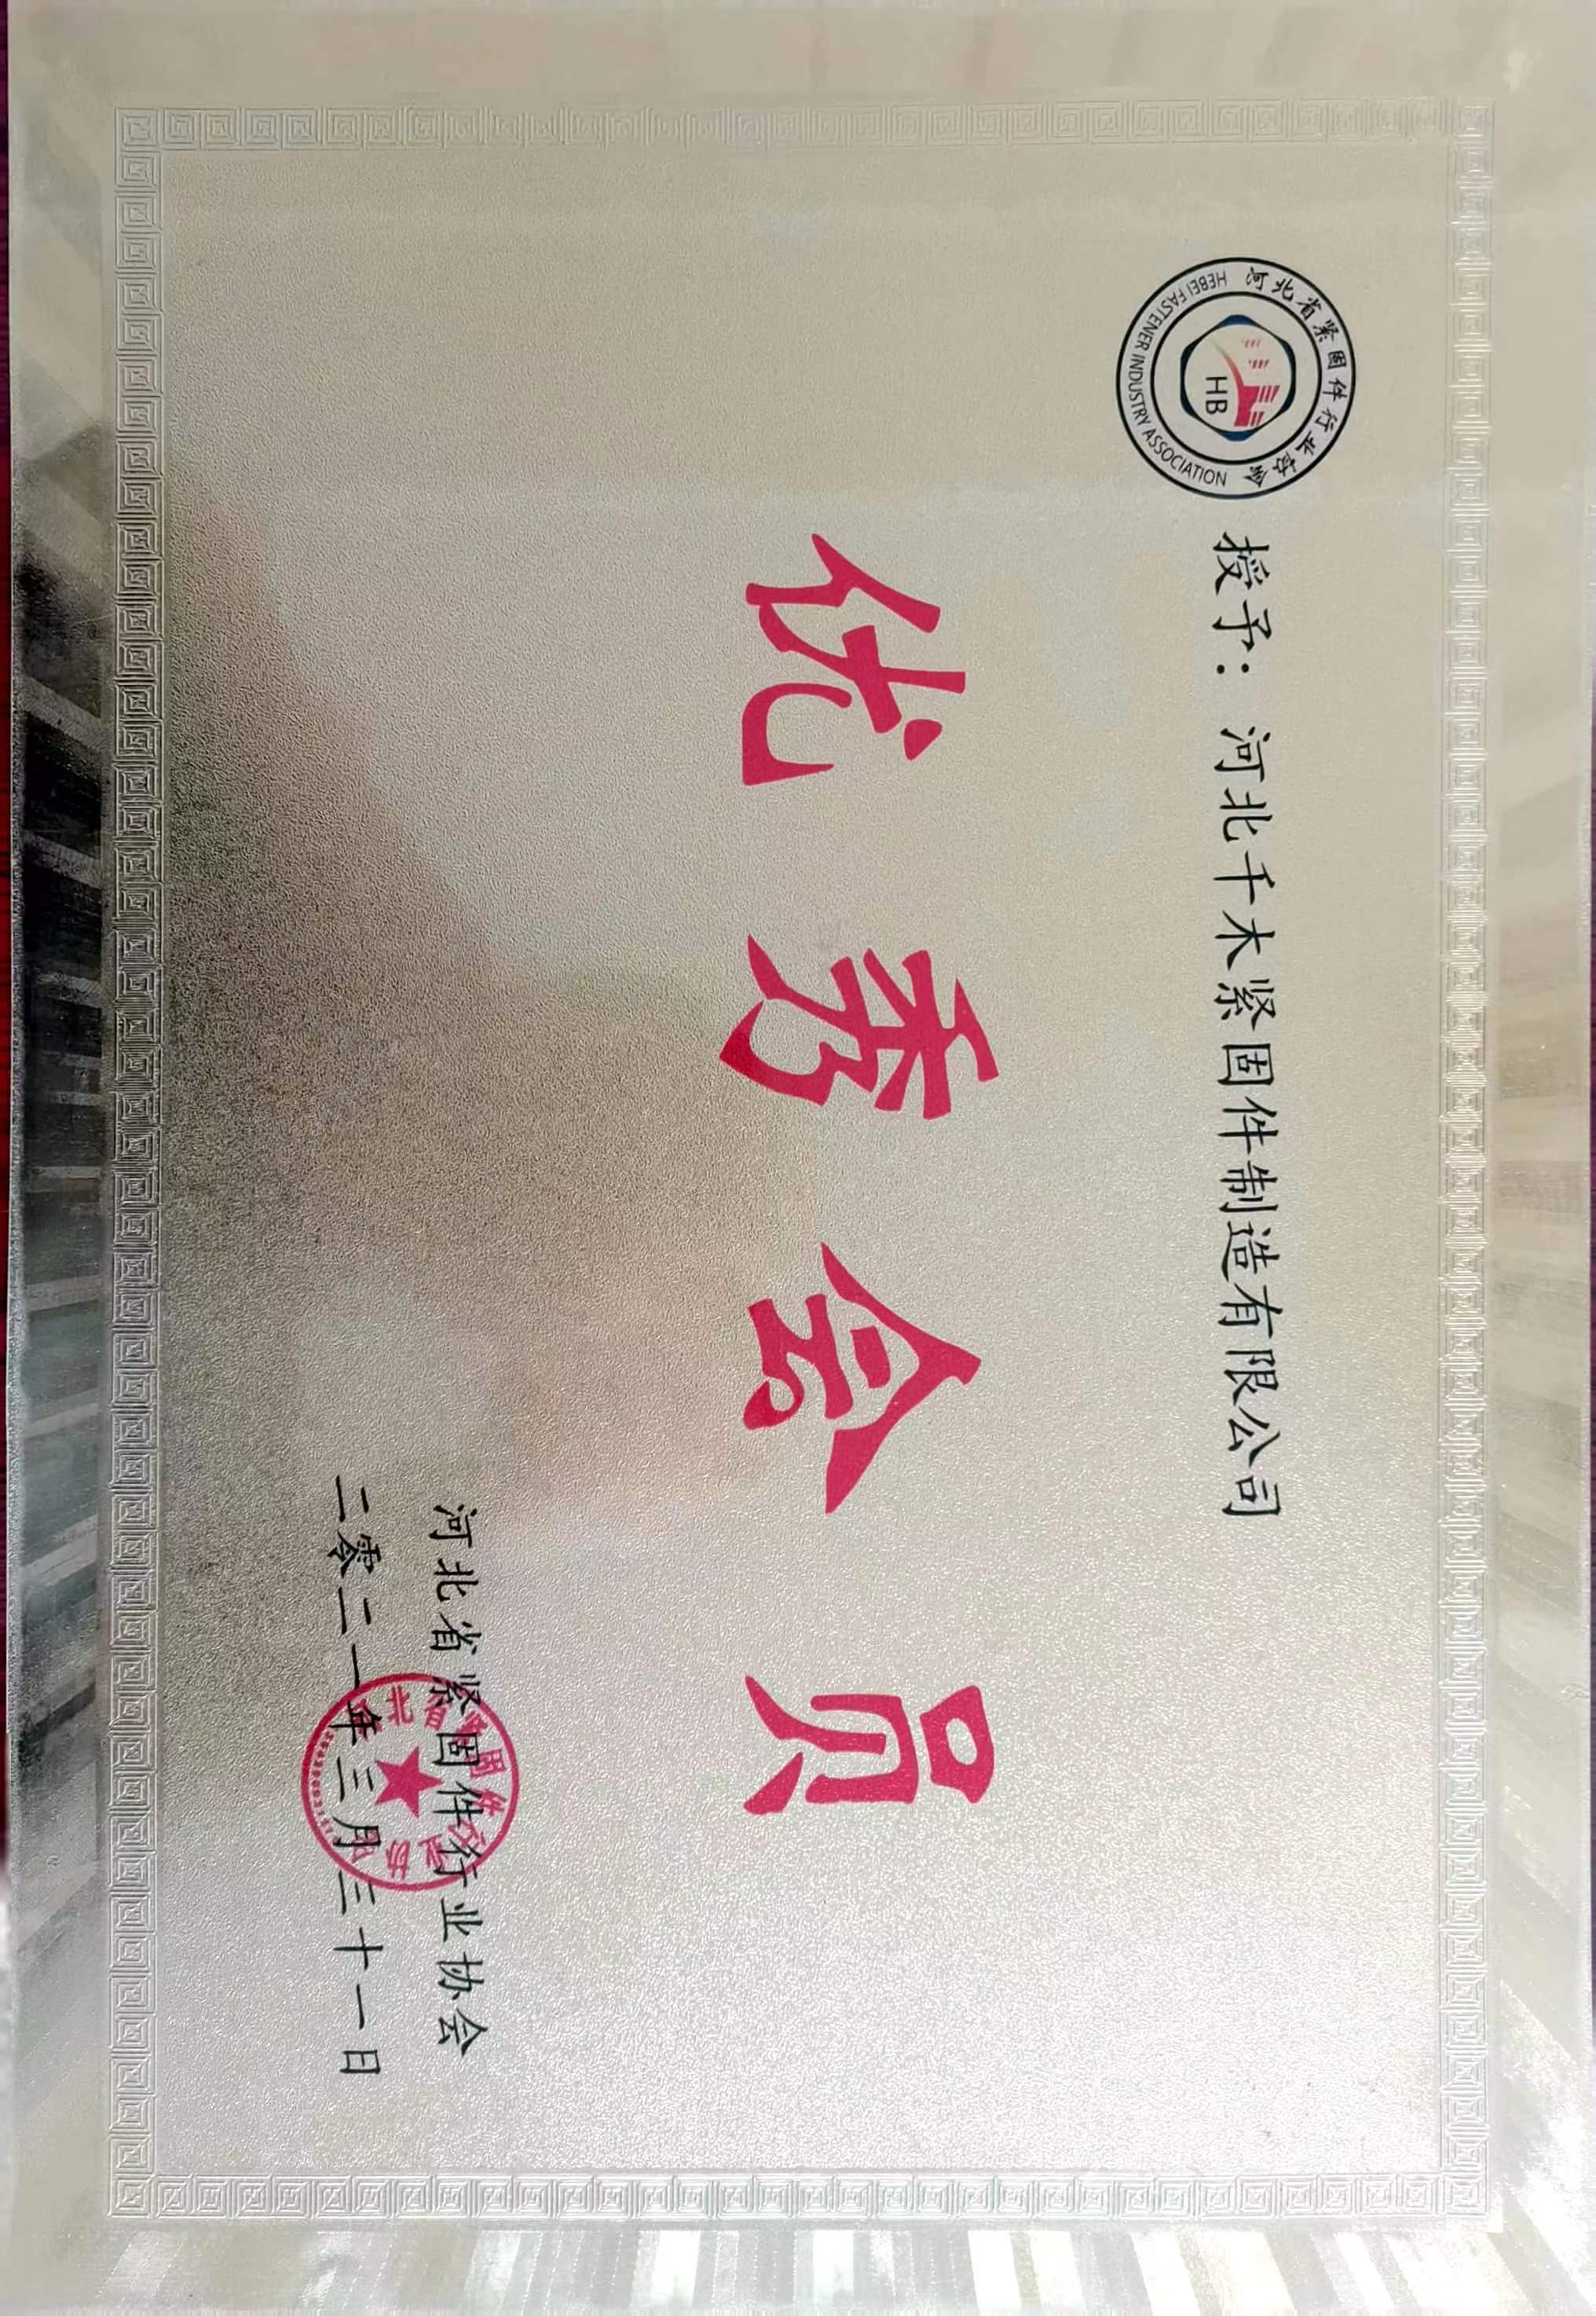 河北省紧固件行业协会
HEBEI FASTENER INDUSTRY ASSOCIATION
HB
授予：河北千木紧固件制造有限公司
优秀会员
河北省紧固件行业协会
二零二一年三月三十一日